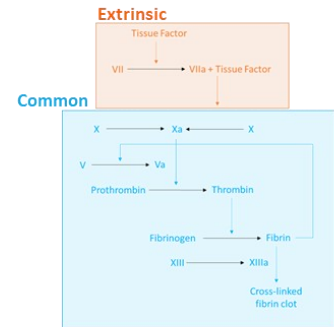 Extrinsic
Tissue Factor
VII VIIa + Tissue Factor
Common
X Xa X
V Va
Prothrombin Thrombin
Fibrinogen Fibrin
XIII XIIIa
Cross-linked
fibrin clot